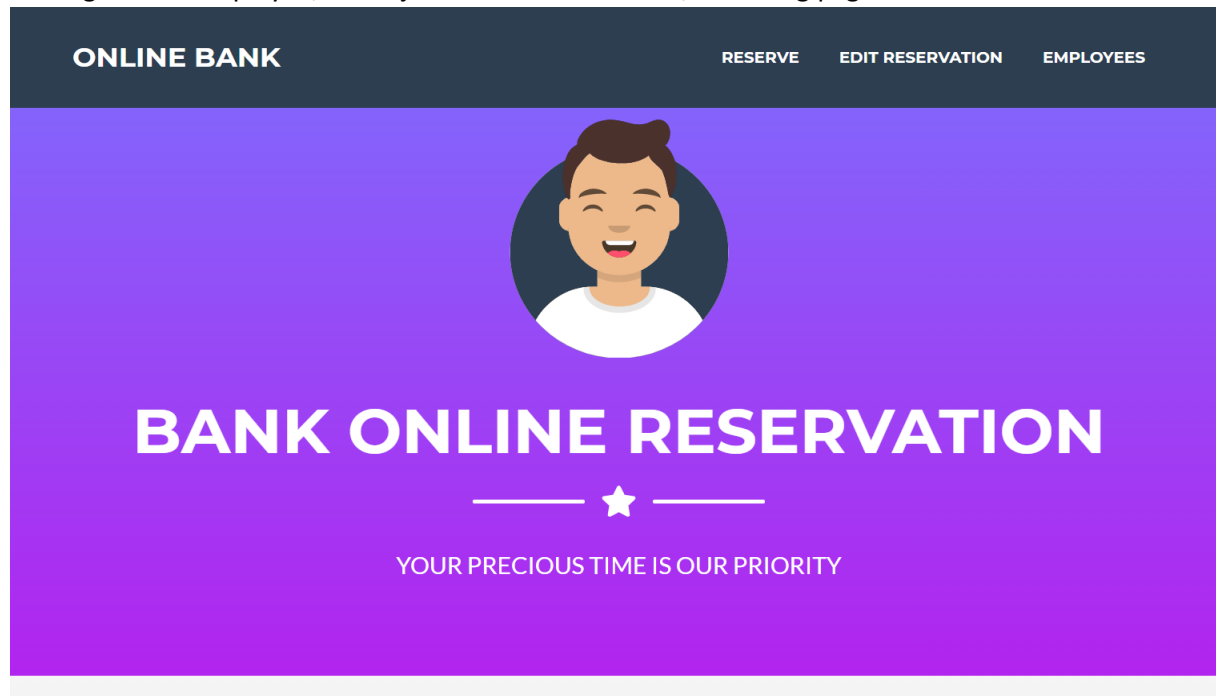 ONLINE BANK
RESERVE EDIT RESERVATION EMPLOYEES
BANK ONLINE RESERVATION
YOUR PRECIOUS TIME IS OUR PRIORITY